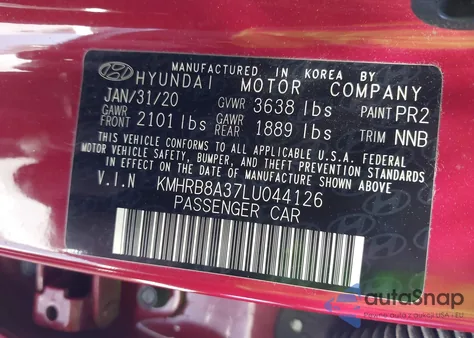 MANUFACTURED IN KOREA BY
HYUNDAI MOTOR COMPANY
JAN/31/20 GVWR 3638 lbs PAINT PR2
GAWR FRONT 2101 lbs GAWR REAR 1889 lbs TRIM NNB
THIS VEHICLE CONFORMS TO ALL APPLICABLE FEDERAL
MOTOR VEHICLE SAFETY, BUMPER, AND THEFT PREVENTION
STANDARDS IN EFFECT ON THE DATE OF MANUFACTURE SHOWN ABOVE.
V.I.N KMHRB8A37LU044126
PASSENGER CAR
autoSnap